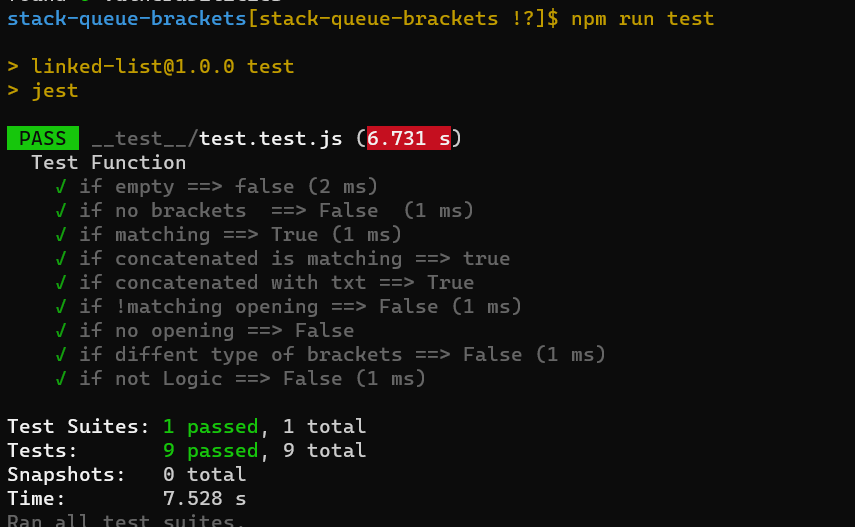 stack-queue-brackets[stack-queue-brackets !?]$ npm run test
> linked-list@1.0.0 test
> jest
PASS __test__/test.test.js (6.731 s)
Test Function
√ if empty ==> false (2 ms)
√ if no brackets  ==> False  (1 ms)
√ if matching ==> True (1 ms)
√ if concatenated is matching ==> true
√ if concatenated with txt ==> True
√ if !matching opening ==> False (1 ms)
√ if no opening ==> False
√ if diffent type of brackets ==> False (1 ms)
√ if not Logic ==> False (1 ms)
Test Suites: 1 passed, 1 total
Tests:       9 passed, 9 total
Snapshots:   0 total
Time:        7.528 s
Ran all test suites.